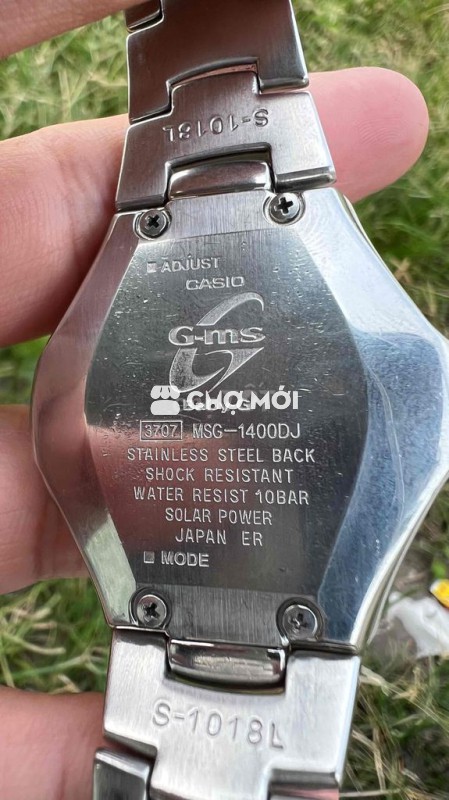 S-1018L
ADJUST
CASIO
G-ms
CHỢ MỚI
Baby-G
3707 MSG-1400DJ
STAINLESS STEEL BACK
SHOCK RESISTANT
WATER RESIST 10BAR
SOLAR POWER
JAPAN ER
MODE
S-1018L